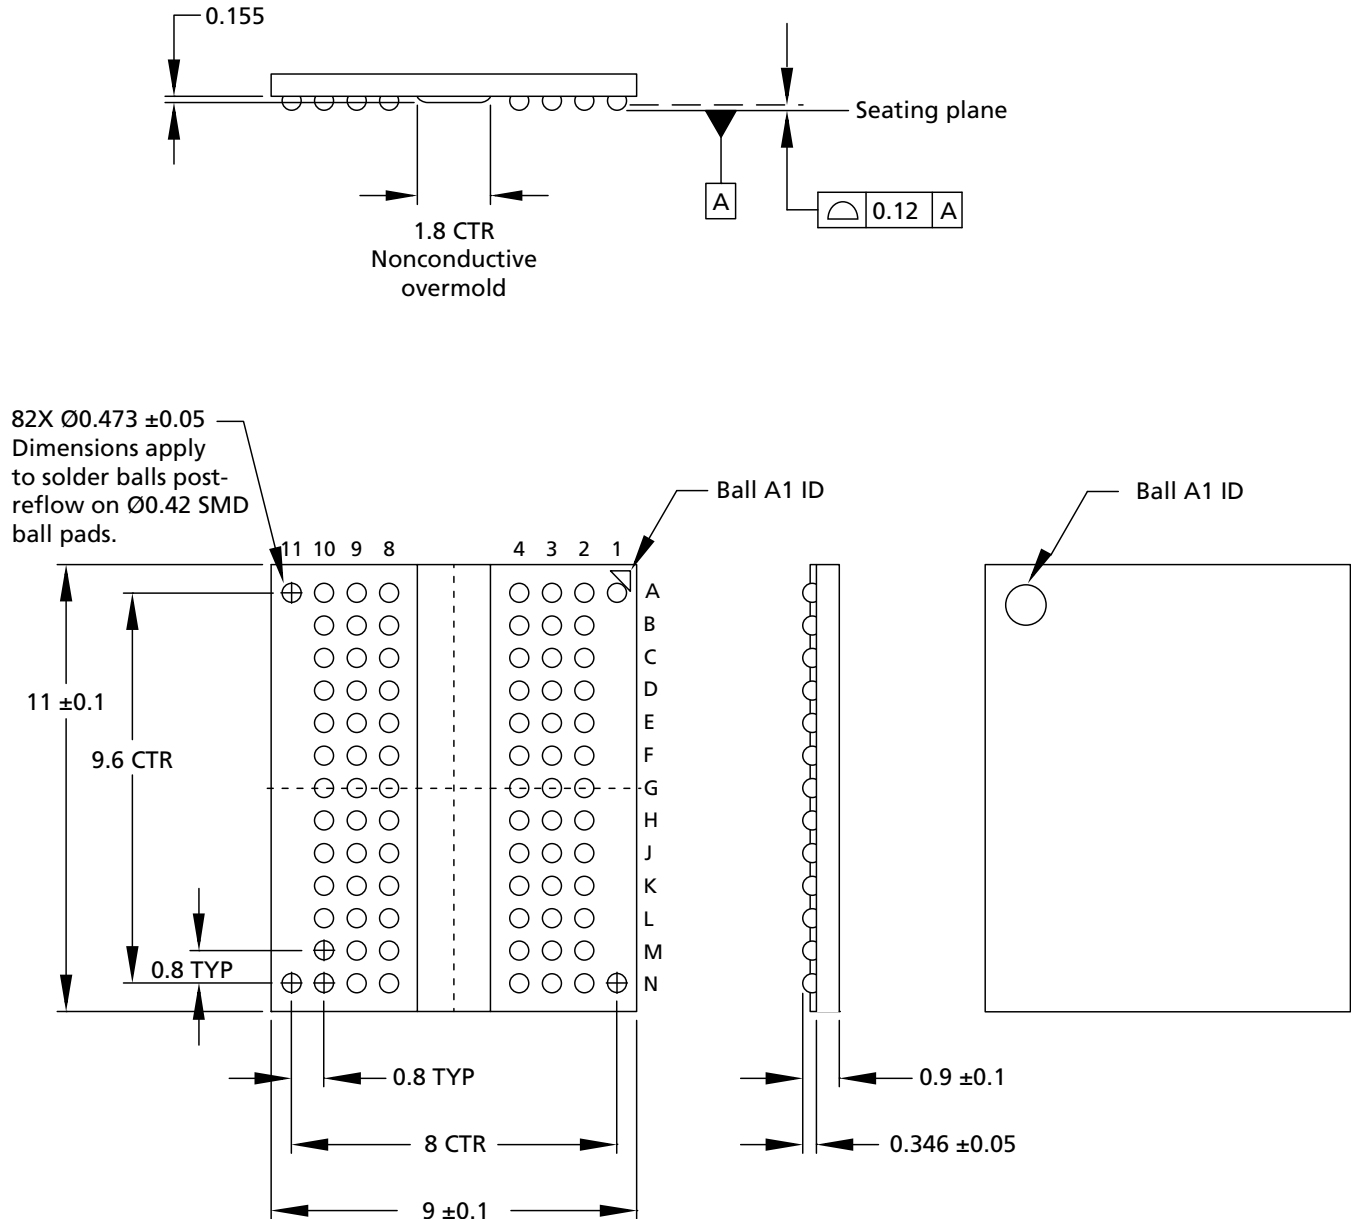 0.155
Seating plane
A
0.12 A
1.8 CTR
Nonconductive
overmold
82X Ø0.473 ±0.05
Dimensions apply
to solder balls post-
reflow on Ø0.42 SMD
ball pads.
Ball A1 ID
Ball A1 ID
11 10 9 8 4 3 2 1
A
B
C
D
E
F
G
H
J
K
L
M
N
11 ±0.1
9.6 CTR
0.8 TYP
0.8 TYP
0.9 ±0.1
8 CTR
0.346 ±0.05
9 ±0.1